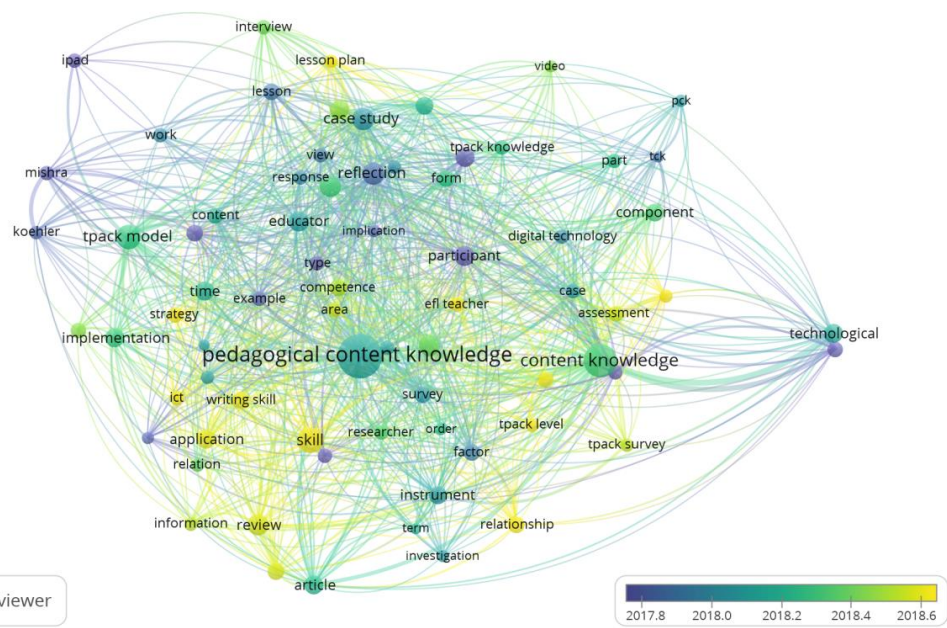 interview
ipad
lesson plan
video
lesson
pck
case study
work
tpack knowledge
view
part
tck
mishra
response
reflection
form
content
component
koehler
tpack model
educator
implication
digital technology
type
participant
time
example
competence
case
strategy
area
efl teacher
assessment
implementation
technological
pedagogical content knowledge
content knowledge
ict
writing skill
survey
application
skill
researcher
order
tpack level
relation
factor
tpack survey
instrument
information
review
term
relationship
investigation
article
viewer
2017.8 2018.0 2018.2 2018.4 2018.6